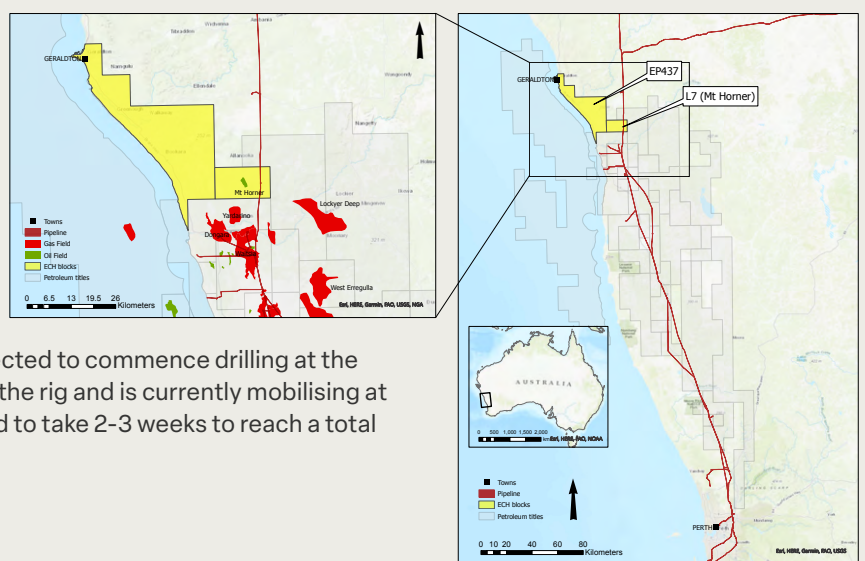 GERALDTON
Mt Horner
Lockyer Deep
West Erregulla
Towns
Pipeline
Gas Field
Oil Field
ECH blocks
Petroleum titles
0 6.5 13 19.5 26
Kilometers
Esri, HERE, Garmin, FAO, USGS, NGA
GERALDTON
EP437
L7 (Mt Horner)
AUSTRALIA
0 500 1,000 1,500 2,000
Esri, HERE, FAO, NOAA
Towns
Pipeline
ECH blocks
Petroleum titles
0 10 20 40 60 80
Kilometers
PERTH
Esri, HERE, Garmin, FAO, USGS
ected to commence drilling at the
the rig and is currently mobilising at
d to take 2-3 weeks to reach a total